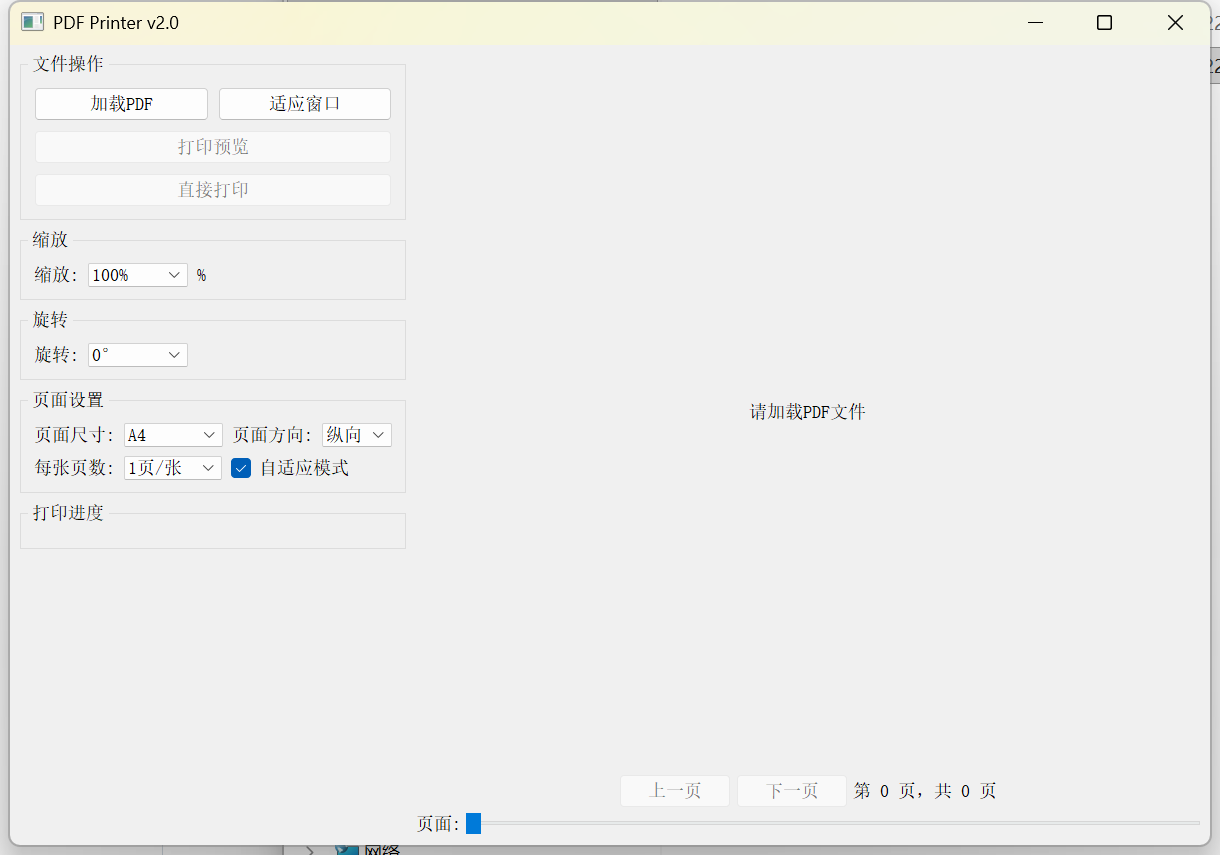 PDF Printer v2.0
文件操作
加载PDF 适应窗口
打印预览
直接打印
缩放
缩放: 100% %
旋转
旋转: 0°
页面设置
页面尺寸: A4 页面方向: 纵向
每张页数: 1页/张 自适应模式
打印进度
请加载PDF文件
上一页 下一页 第 0 页, 共 0 页
页面:
网络